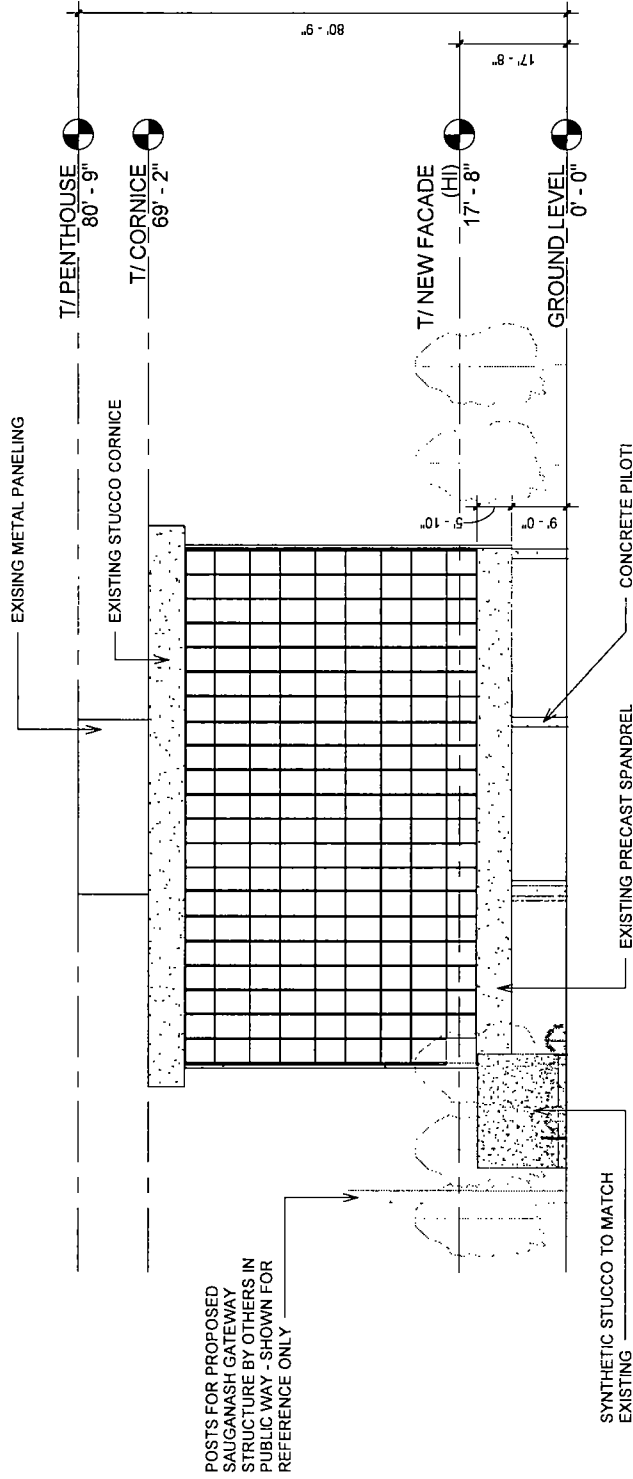 EXISING METAL PANELING
EXISTING STUCCO CORNICE
T/ PENTHOUSE
80' - 9"
T/ CORNICE
69' - 2"
T/ NEW FACADE
(HI)
17' - 8"
GROUND LEVEL
0' - 0"
80' - 9"
17' - 8"
5' - 10"
9' - 0"
POSTS FOR PROPOSED
SAUGANASH GATEWAY
STRUCTURE BY OTHERS IN
PUBLIC WAY - SHOWN FOR
REFERENCE ONLY
SYNTHETIC STUCCO TO MATCH
EXISTING
EXISTING PRECAST SPANDREL
CONCRETE PILOTI